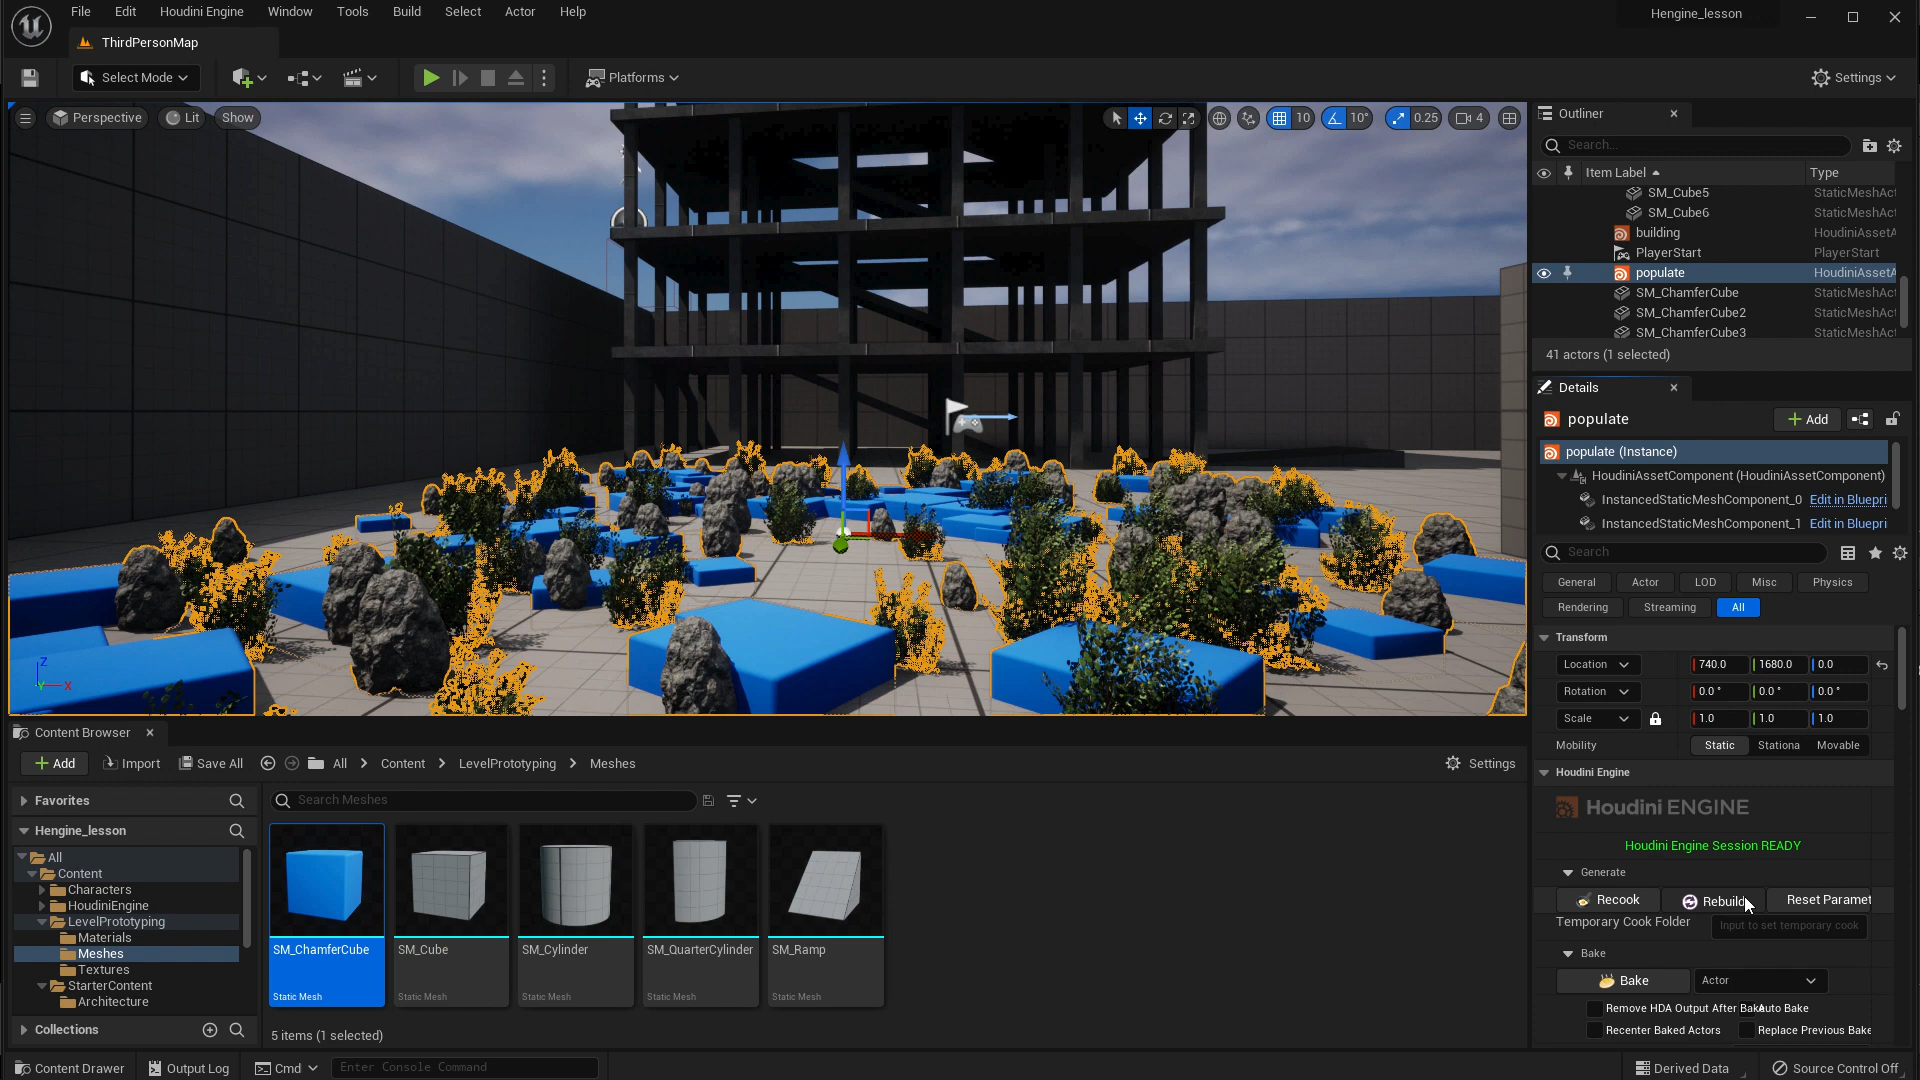 File Edit Houdini Engine Window Tools Build Select Actor Help
Hengine_lesson
ThirdPersonMap
Select Mode
Platforms
Settings
Perspective Lit Show
10 10° 0.25 4
Outliner
Search...
Item Label Type
SM_Cube5 StaticMeshAct
SM_Cube6 StaticMeshAct
building HoudiniAssetA
PlayerStart PlayerStart
populate HoudiniAssetA
SM_ChamferCube StaticMeshAct
SM_ChamferCube2 StaticMeshAct
SM_ChamferCube3 StaticMeshAct
41 actors (1 selected)
Details
populate
Add
populate (Instance)
HoudiniAssetComponent (HoudiniAssetComponent)
InstancedStaticMeshComponent_0 Edit in Bluepri
InstancedStaticMeshComponent_1 Edit in Bluepri
Search
General Actor LOD Misc Physics
Rendering Streaming All
Transform
Location 740.0 1680.0 0.0
Rotation 0.0° 0.0° 0.0°
Scale 1.0 1.0 1.0
Mobility Static Stationa Movable
Houdini Engine
Houdini ENGINE
Houdini Engine Session READY
Generate
Recook Rebuild Reset Paramet
Temporary Cook Folder Input to set temporary cook
Bake
Bake Actor
Remove HDA Output After Bake Auto Bake
Recenter Baked Actors Replace Previous Bake
Z
Y X
Content Browser
Add Import Save All All Content LevelPrototyping Meshes Settings
Favorites
Hengine_lesson
All
Content
Characters
HoudiniEngine
LevelPrototyping
Materials
Meshes
Textures
StarterContent
Architecture
Collections
Search Meshes
SM_ChamferCube SM_Cube SM_Cylinder SM_QuarterCylinder SM_Ramp
Static Mesh Static Mesh Static Mesh Static Mesh Static Mesh
5 items (1 selected)
Content Drawer Output Log Cmd Enter Console Command Derived Data Source Control Off